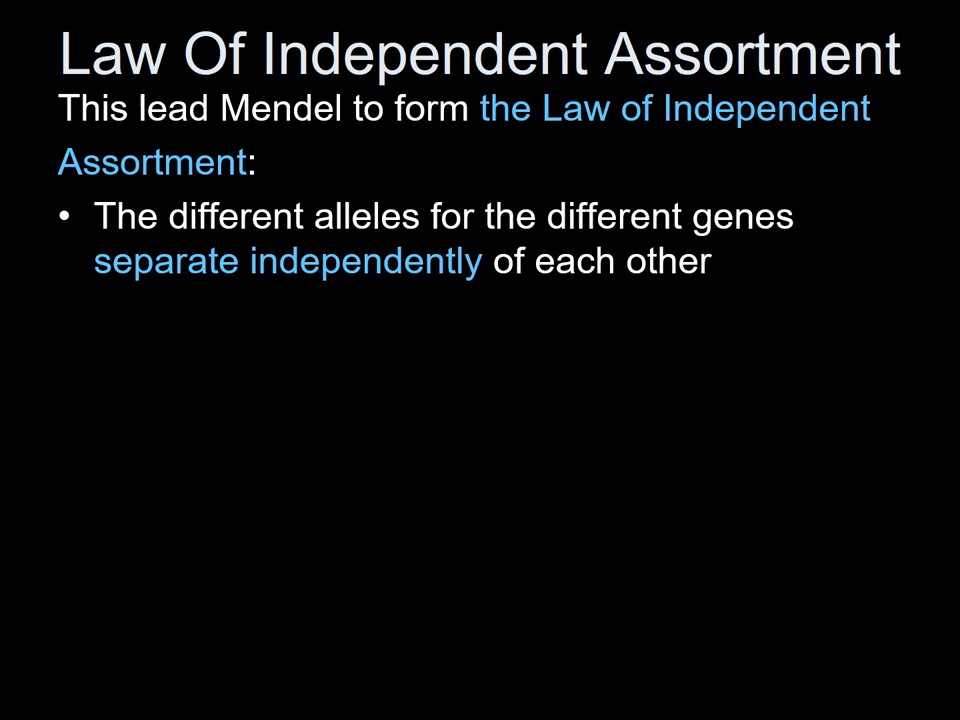 Law Of Independent Assortment
This lead Mendel to form the Law of Independent
Assortment:
• The different alleles for the different genes
separate independently of each other